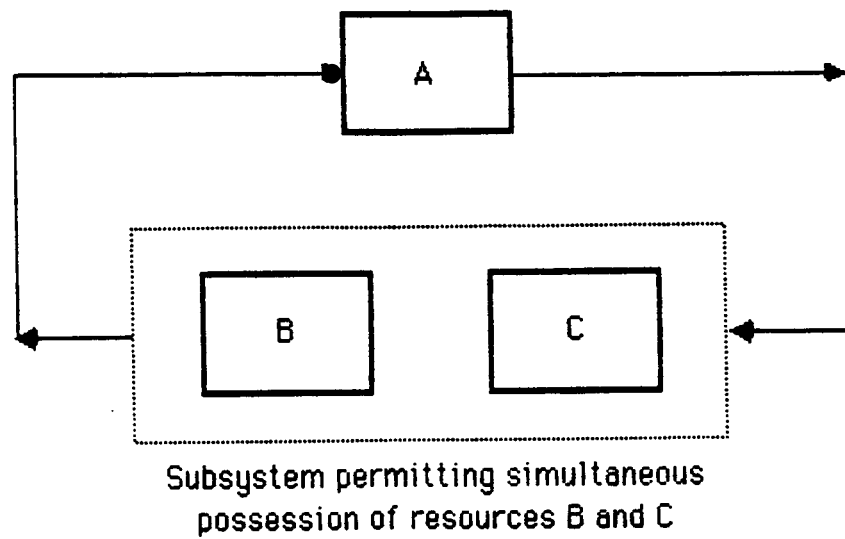 A
B
C
Subsystem permitting simultaneous
possession of resources B and C